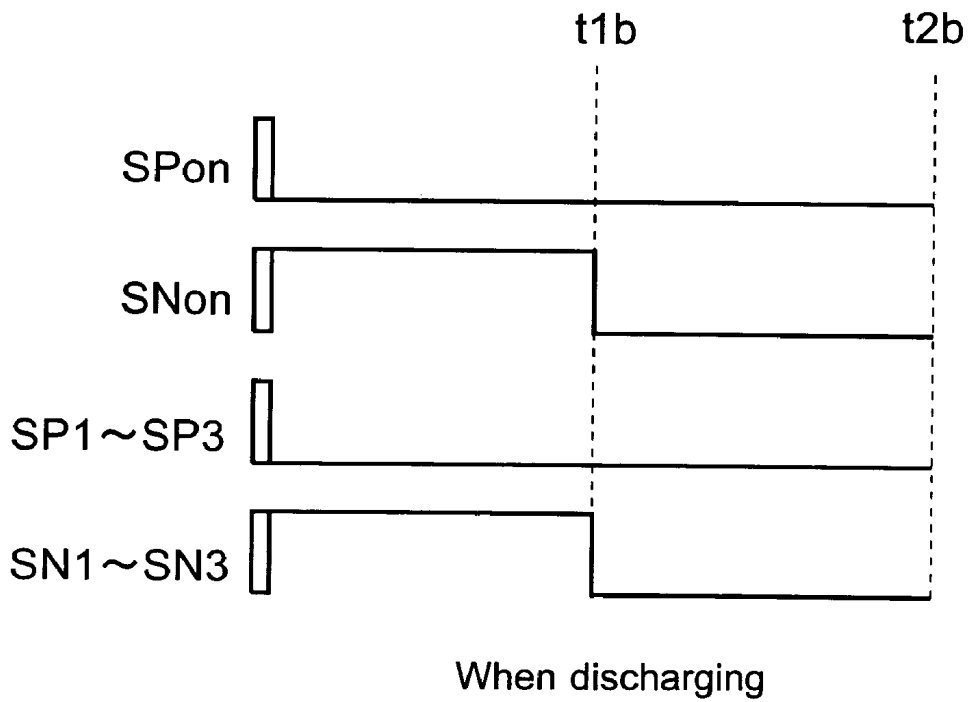 t1b t2b
SPon
SNon
SP1～SP3
SN1～SN3
When discharging